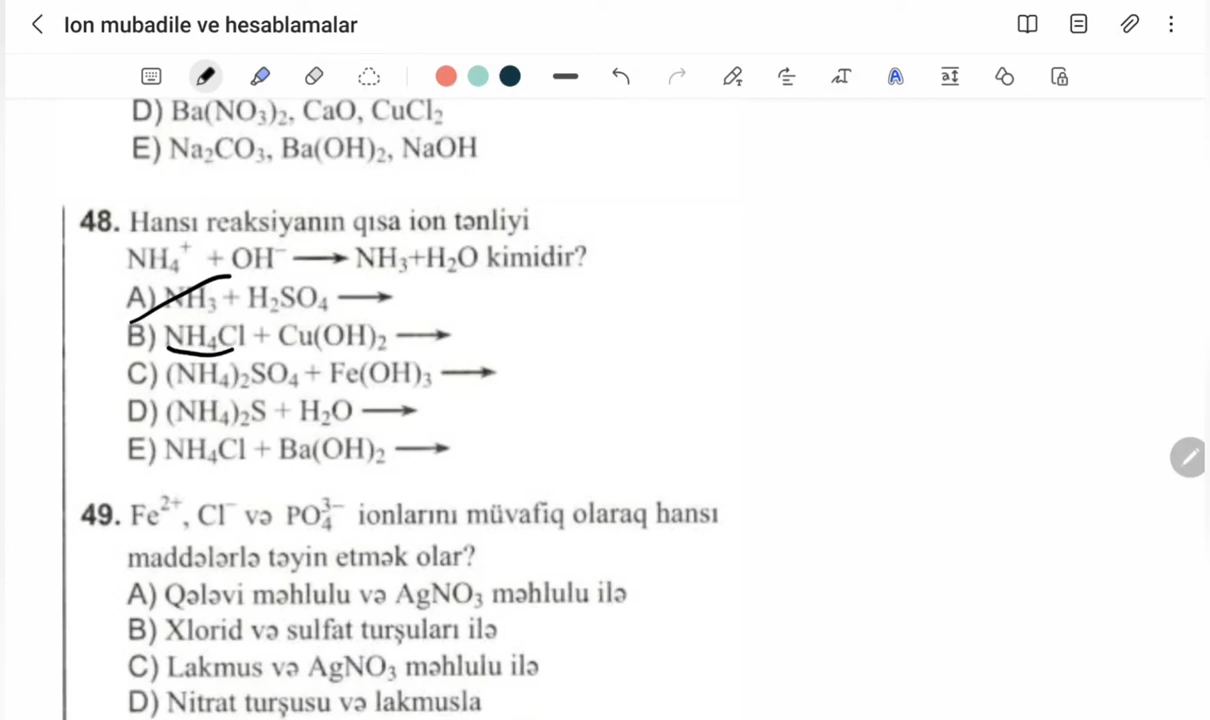 Ion mubadile ve hesablamalar
D) Ba(NO₃)₂, CaO, CuCl₂
E) Na₂CO₃, Ba(OH)₂, NaOH
48. Hansı reaksiyanın qısa ion tənliyi
NH₄⁺ + OH⁻ ⟶ NH₃+H₂O kimidir?
A) NH₃ + H₂SO₄ ⟶
B) NH₄Cl + Cu(OH)₂ ⟶
C) (NH₄)₂SO₄ + Fe(OH)₃ ⟶
D) (NH₄)₂S + H₂O ⟶
E) NH₄Cl + Ba(OH)₂ ⟶
49. Fe²⁺, Cl⁻ və PO₄³⁻ ionlarını müvafiq olaraq hansı
maddələrlə təyin etmək olar?
A) Qələvi məhlulu və AgNO₃ məhlulu ilə
B) Xlorid və sulfat turşuları ilə
C) Lakmus və AgNO₃ məhlulu ilə
D) Nitrat turşusu və lakmusla